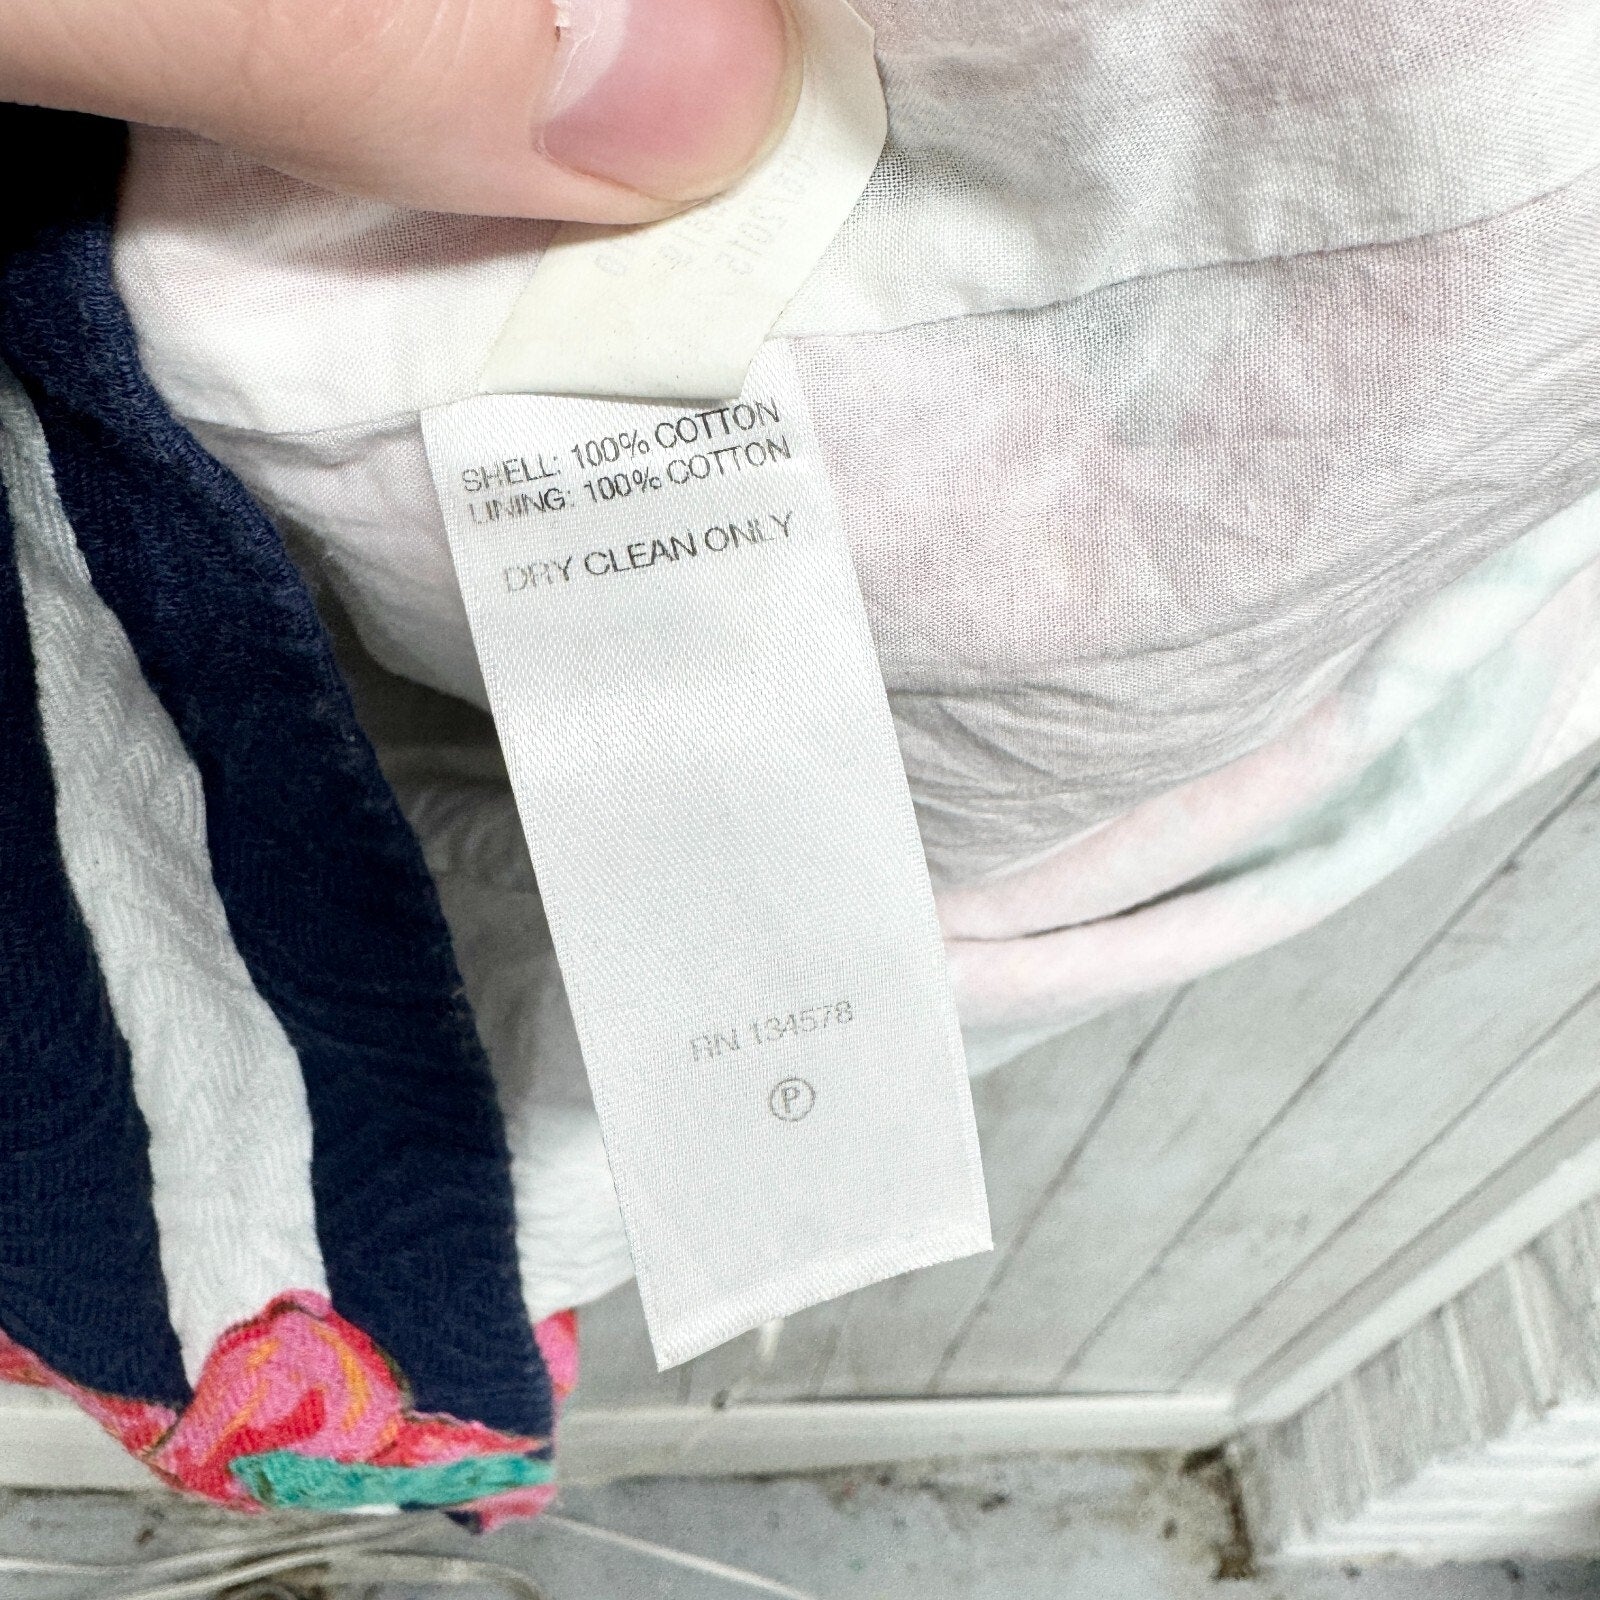 SHELL: 100% COTTON
LINING: 100% COTTON
DRY CLEAN ONLY
RN 134578
P